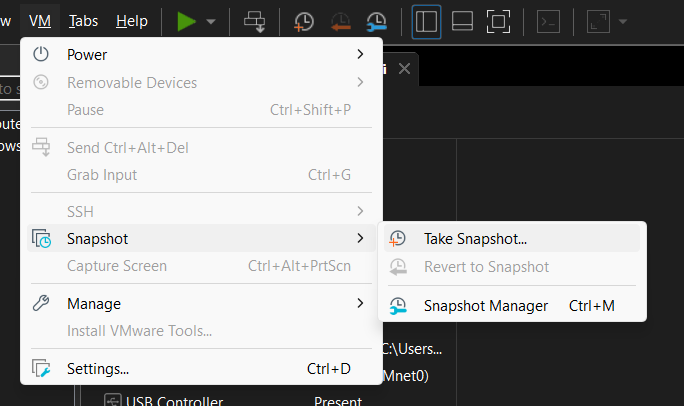 w VM Tabs Help
Power
i
to s
Removable Devices
Pause Ctrl+Shift+P
pute
ows
Send Ctrl+Alt+Del
Grab Input Ctrl+G
SSH
Snapshot
Take Snapshot...
Capture Screen Ctrl+Alt+PrtScn
Revert to Snapshot
Manage
Snapshot Manager Ctrl+M
Install VMware Tools...
C:\Users...
Settings... Ctrl+D
Mnet0)
USB Controller Present